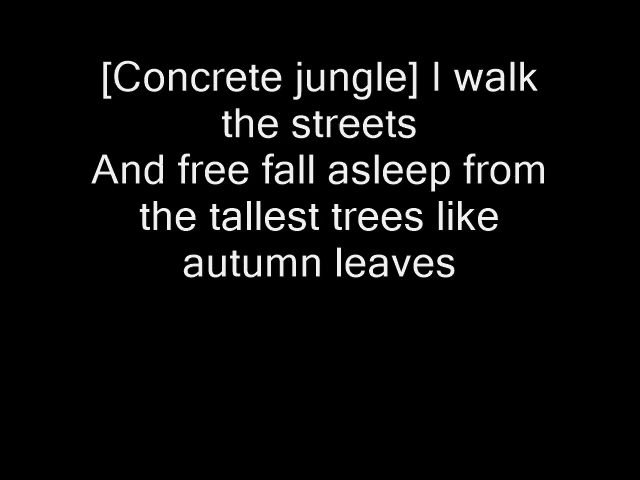 [Concrete jungle] I walk
the streets
And free fall asleep from
the tallest trees like
autumn leaves